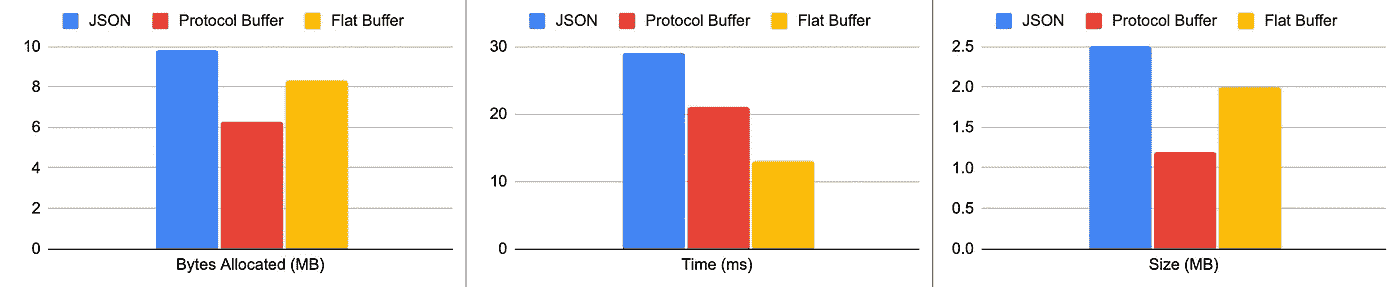 JSON Protocol Buffer Flat Buffer
10
8
6
4
2
0
Bytes Allocated (MB)
JSON Protocol Buffer Flat Buffer
30
20
10
0
Time (ms)
JSON Protocol Buffer Flat Buffer
2.5
2.0
1.5
1.0
0.5
0.0
Size (MB)